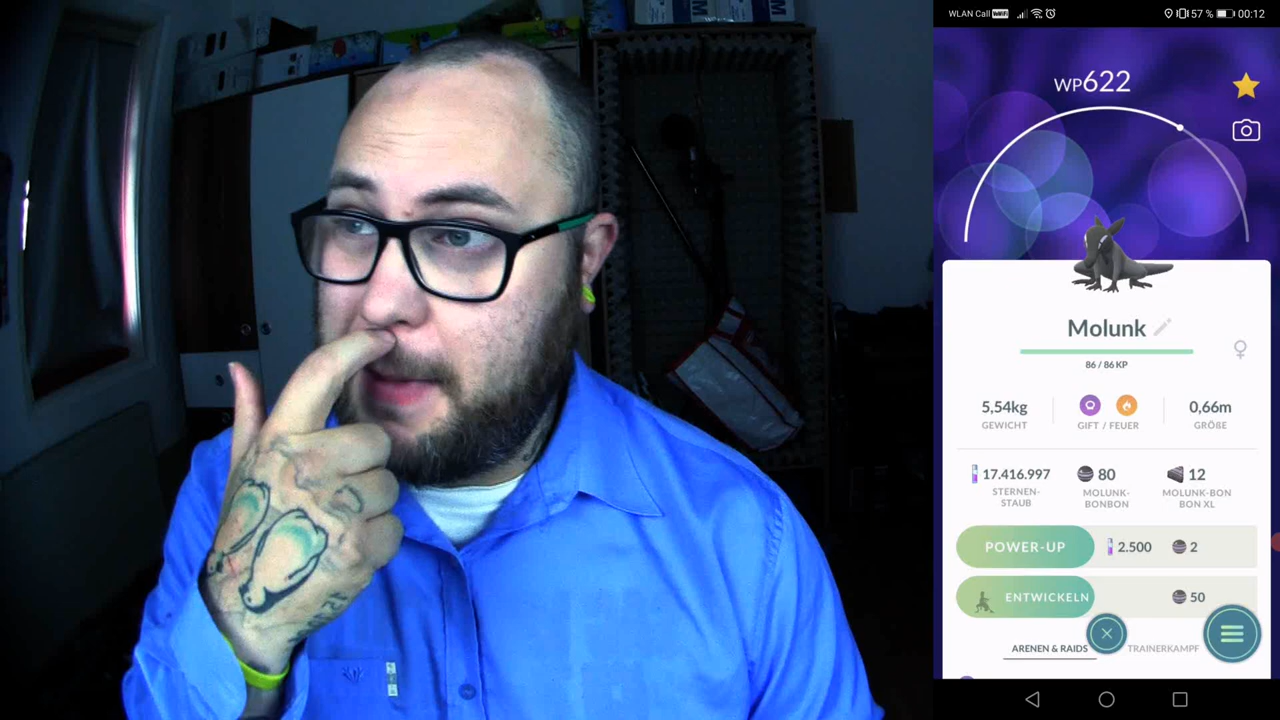 WLAN Call VoWiFi 57 % 00:12
WP622
Molunk
86 / 86 KP
5,54kg
GEWICHT
GIFT / FEUER
0,66m
GRÖßE
17.416.997
STERNEN-
STAUB
80
MOLUNK-
BONBON
12
MOLUNK-BON
BON XL
POWER-UP 2.500 2
ENTWICKELN 50
ARENEN & RAIDS TRAINERKAMPF